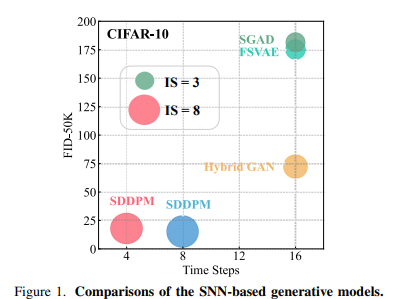 CIFAR-10
SGAD
FSVAE
IS = 3
IS = 8
Hybrid GAN
SDDPM
SDDPM
FID-50K
200
175
150
125
100
75
50
25
0
4
8
12
16
Time Steps
Figure 1. Comparisons of the SNN-based generative models.